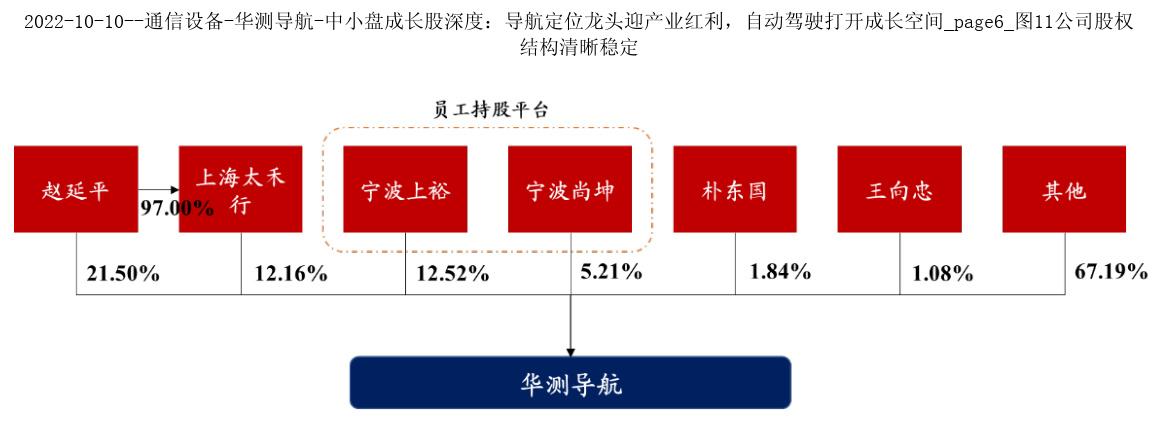 2022-10-10--通信设备-华测导航-中小盘成长股深度：导航定位龙头迎产业红利，自动驾驶打开成长空间_page6_图11公司股权
结构清晰稳定
员工持股平台
赵延平
97.00%
上海太禾
行
宁波上裕
宁波尚坤
朴东国
王向忠
其他
21.50%
12.16%
12.52%
5.21%
1.84%
1.08%
67.19%
华测导航